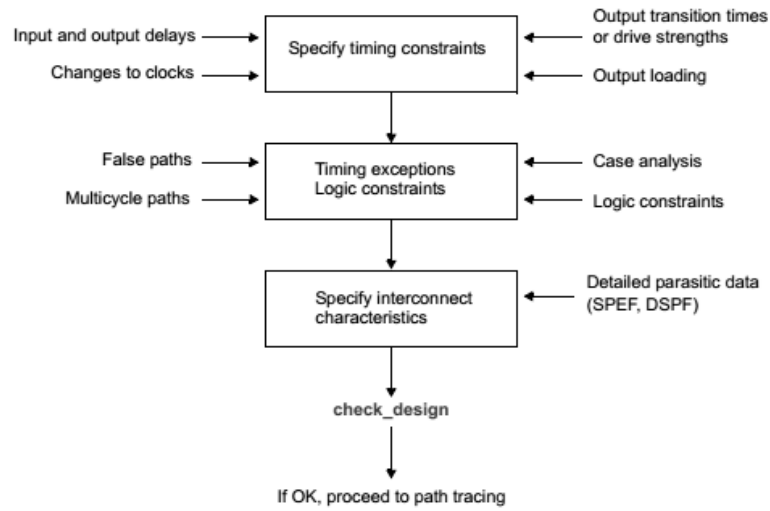 Input and output delays
Changes to clocks
Specify timing constraints
Output transition times
or drive strengths
Output loading
False paths
Multicycle paths
Timing exceptions
Logic constraints
Case analysis
Logic constraints
Specify interconnect
characteristics
Detailed parasitic data
(SPEF, DSPF)
check_design
If OK, proceed to path tracing